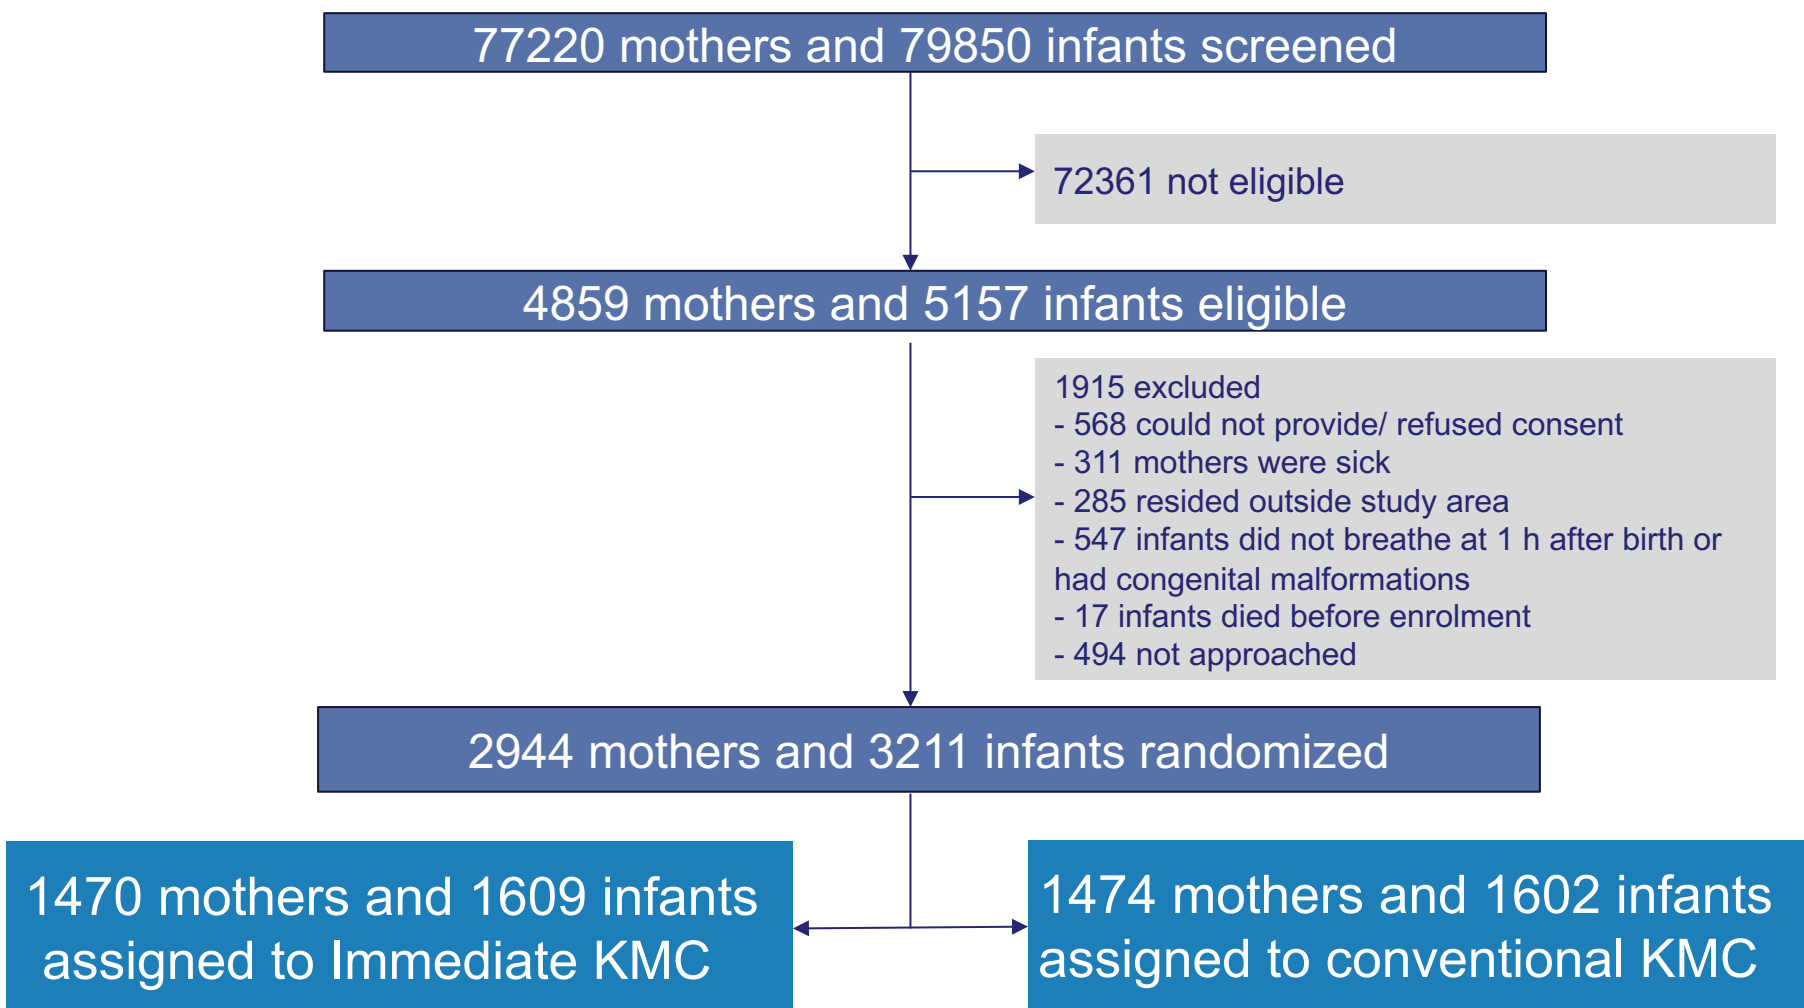 77220 mothers and 79850 infants screened
72361 not eligible
4859 mothers and 5157 infants eligible
1915 excluded
- 568 could not provide/ refused consent
- 311 mothers were sick
- 285 resided outside study area
- 547 infants did not breathe at 1 h after birth or
had congenital malformations
- 17 infants died before enrolment
- 494 not approached
2944 mothers and 3211 infants randomized
1470 mothers and 1609 infants
assigned to Immediate KMC
1474 mothers and 1602 infants
assigned to conventional KMC